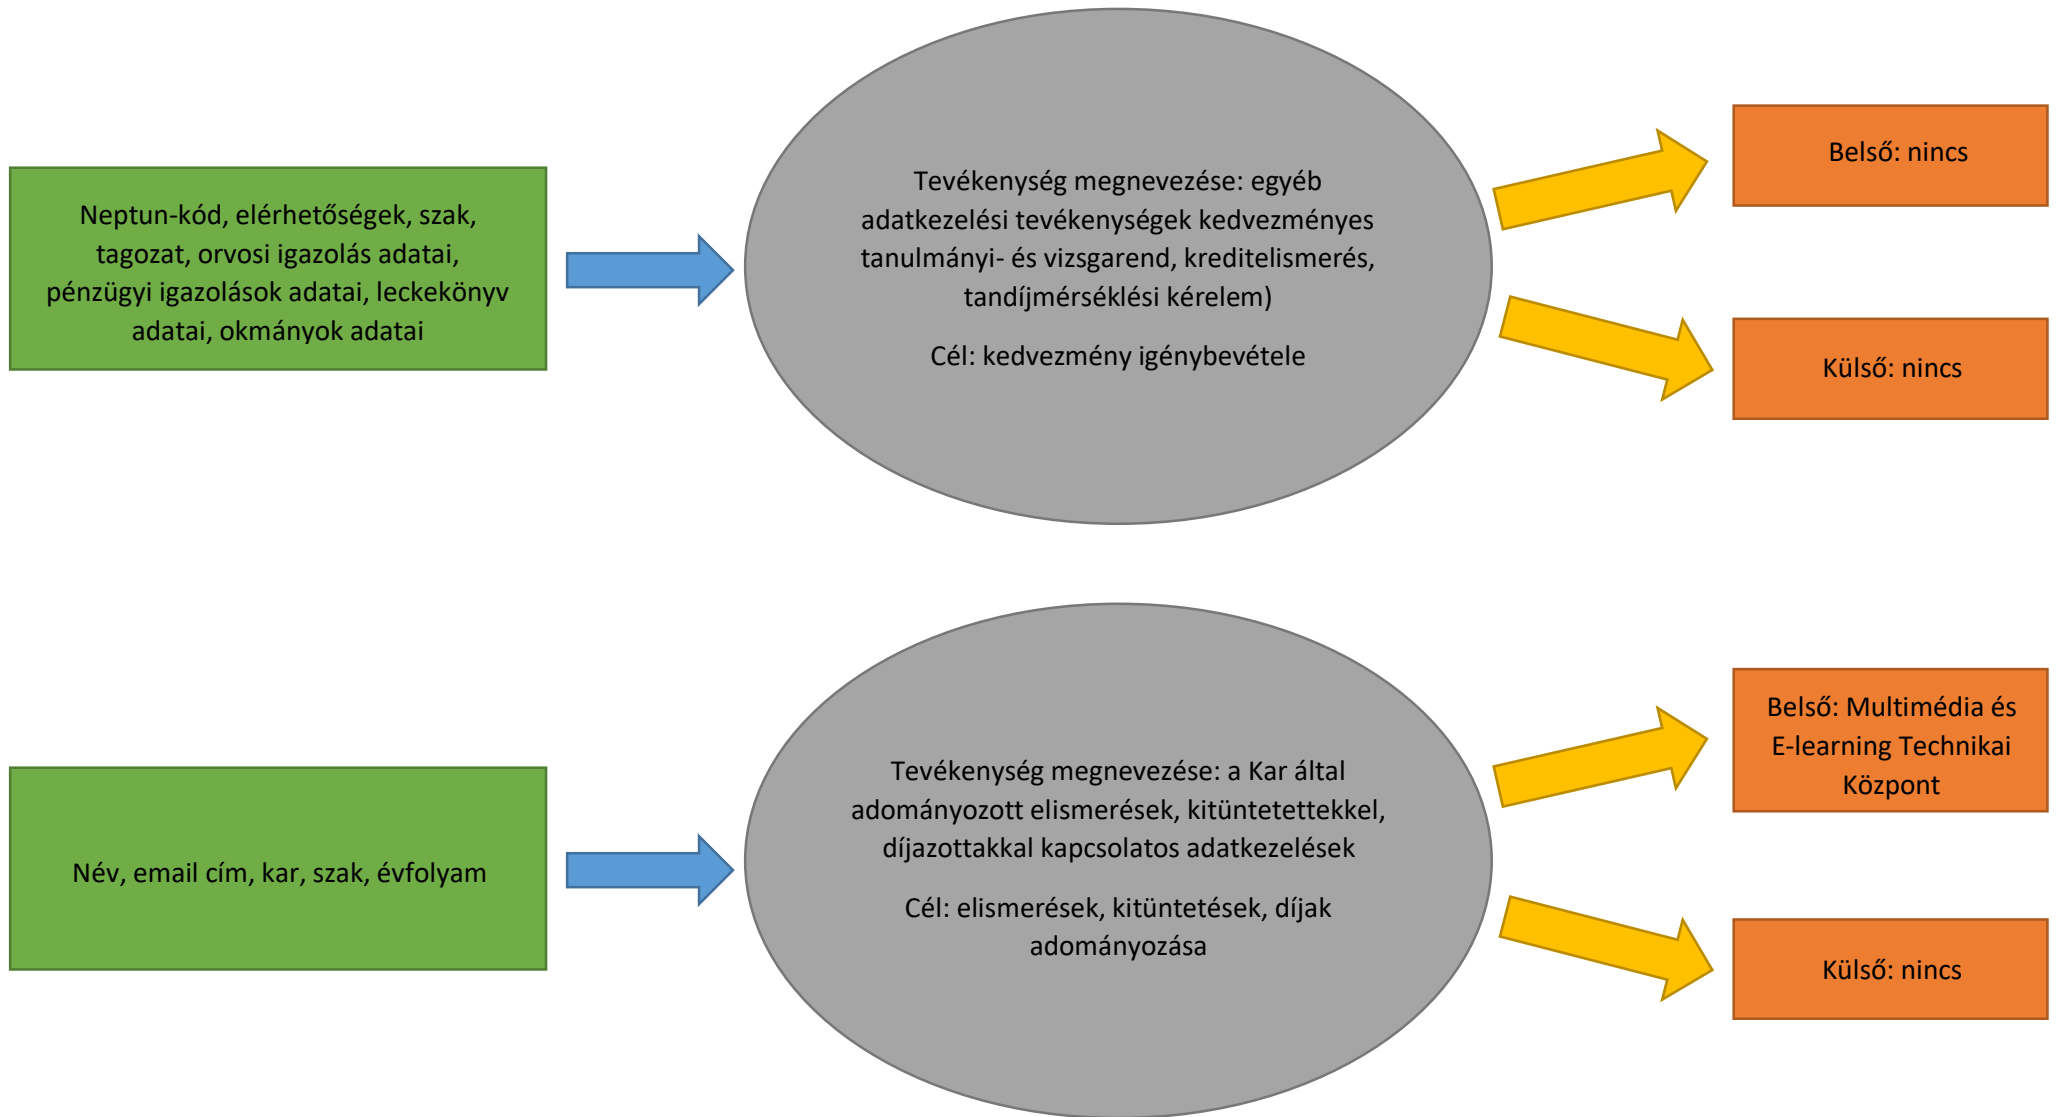 Neptun-kód, elérhetőségek, szak,
tagozat, orvosi igazolás adatai,
pénzügyi igazolások adatai, leckekönyv
adatai, okmányok adatai
Tevékenység megnevezése: egyéb
adatkezelési tevékenységek kedvezményes
tanulmányi- és vizsgarend, kreditelismerés,
tandíjmérséklési kérelem)
Cél: kedvezmény igénybevétele
Belső: nincs
Külső: nincs
Név, email cím, kar, szak, évfolyam
Tevékenység megnevezése: a Kar által
adományozott elismerések, kitüntetettekkel,
díjazottakkal kapcsolatos adatkezelések
Cél: elismerések, kitüntetések, díjak
adományozása
Belső: Multimédia és
E-learning Technikai
Központ
Külső: nincs